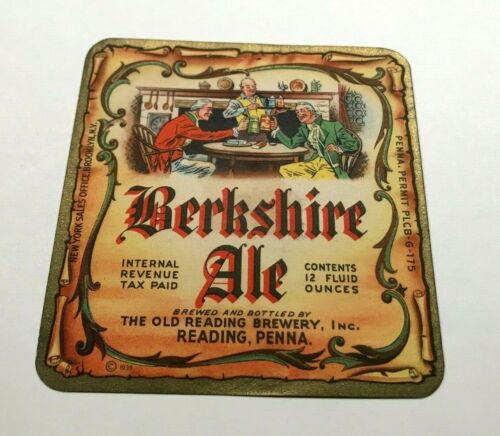 NEW YORK SALES OFFICE, BROOKLYN, N.Y.
PENNA. PERMIT PLCB-G-175
Berkshire
Ale
INTERNAL
REVENUE
TAX PAID
CONTENTS
12 FLUID
OUNCES
BREWED AND BOTTLED BY
THE OLD READING BREWERY, Inc.
READING, PENNA.
© 1939